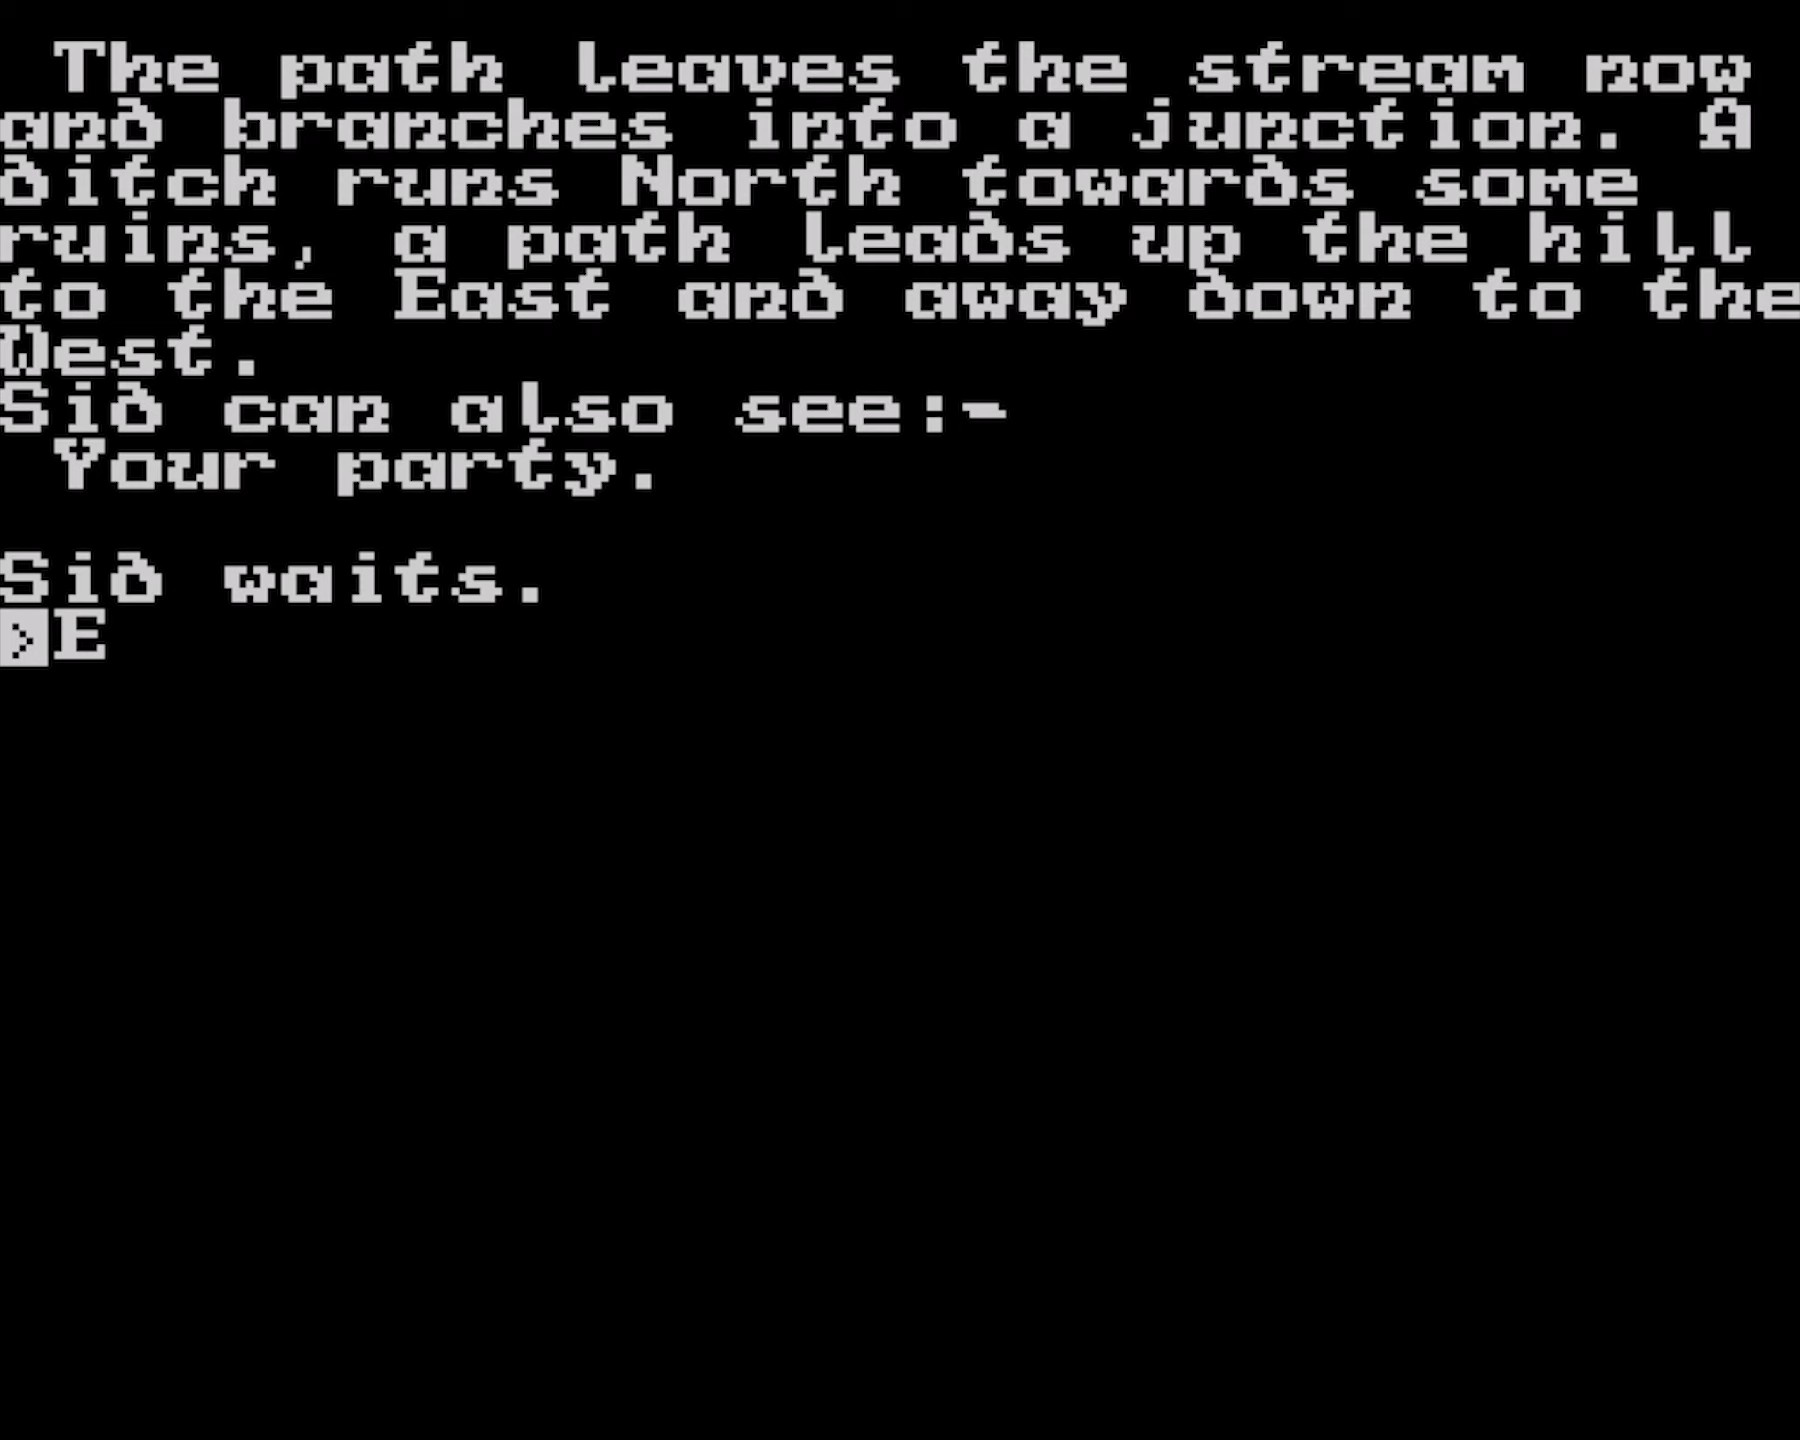 The path leaves the stream now
and branches into a junction. A
ditch runs North towards some
ruins, a path leads up the hill
to the East and away down to the
West.
Sid can also see:-
Your party.
Sid waits.
>E